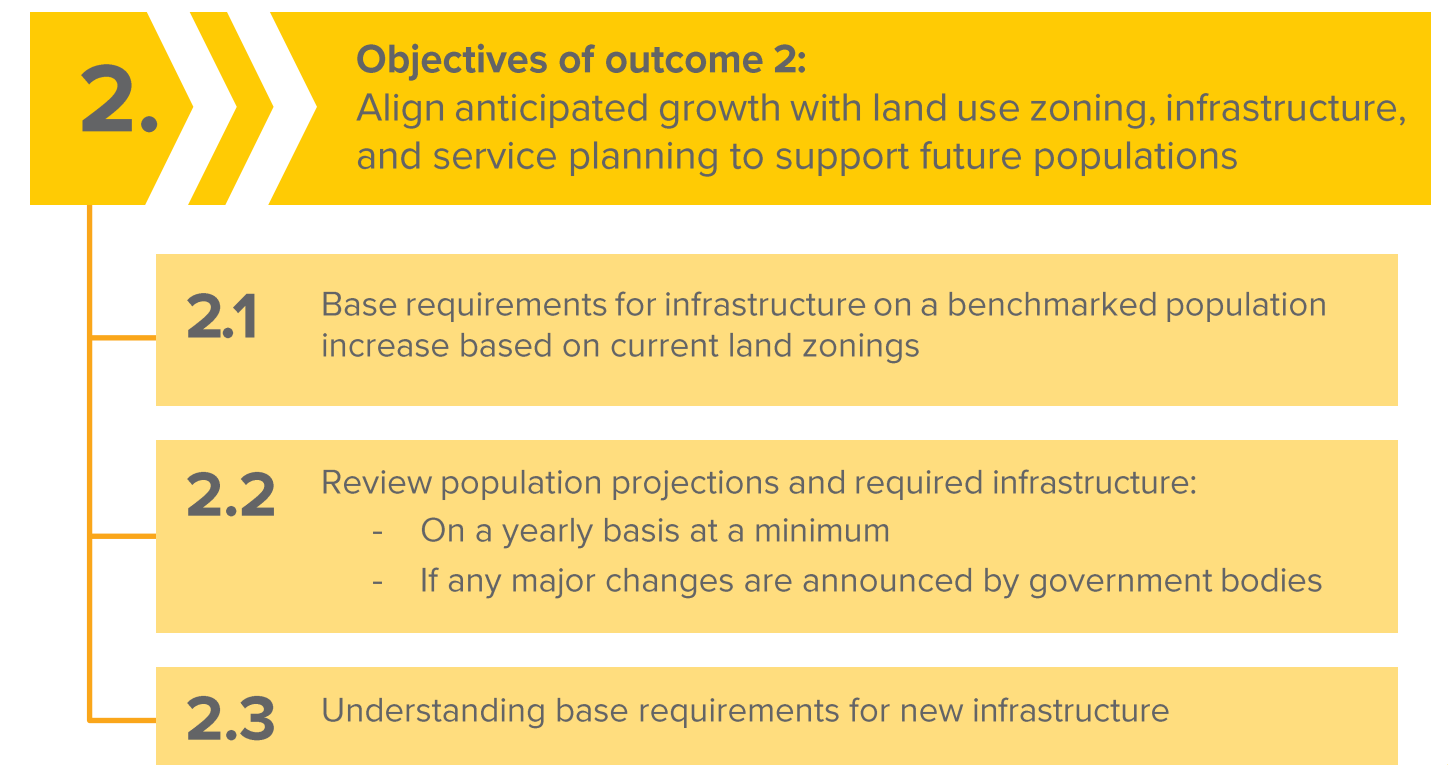 2.
Objectives of outcome 2:
Align anticipated growth with land use zoning, infrastructure,
and service planning to support future populations
2.1
Base requirements for infrastructure on a benchmarked population
increase based on current land zonings
2.2
Review population projections and required infrastructure:
- On a yearly basis at a minimum
- If any major changes are announced by government bodies
2.3
Understanding base requirements for new infrastructure